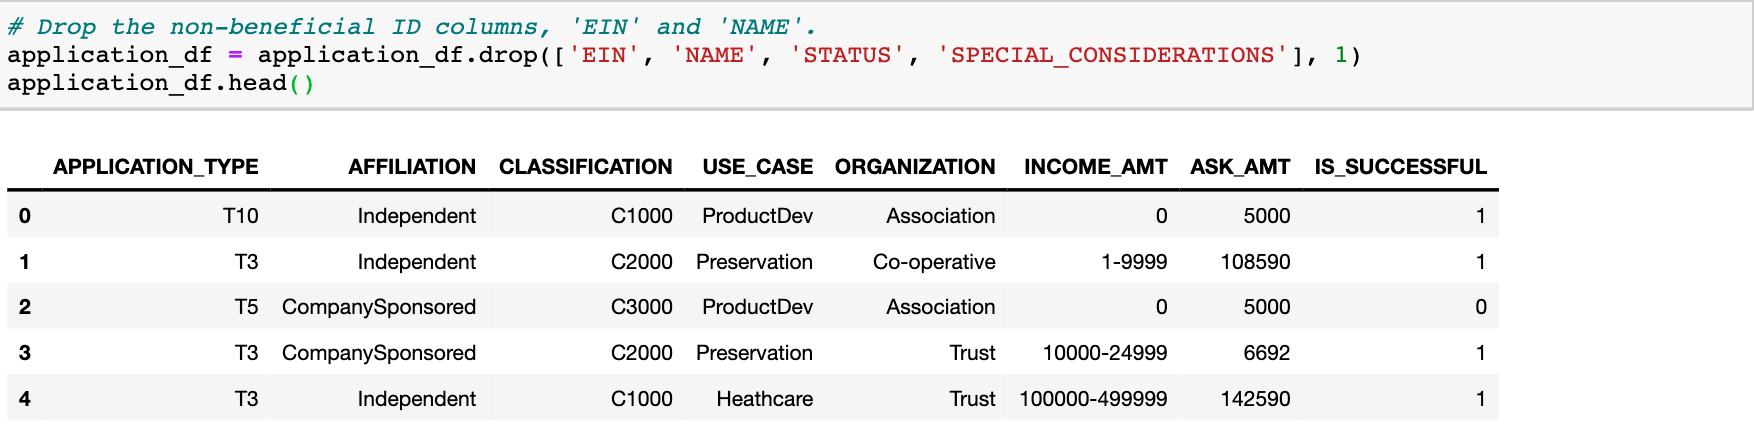 # Drop the non-beneficial ID columns, 'EIN' and 'NAME'.
application_df = application_df.drop(['EIN', 'NAME', 'STATUS', 'SPECIAL_CONSIDERATIONS'], 1)
application_df.head()
APPLICATION_TYPE AFFILIATION CLASSIFICATION USE_CASE ORGANIZATION INCOME_AMT ASK_AMT IS_SUCCESSFUL
0 T10 Independent C1000 ProductDev Association 0 5000 1
1 T3 Independent C2000 Preservation Co-operative 1-9999 108590 1
2 T5 CompanySponsored C3000 ProductDev Association 0 5000 0
3 T3 CompanySponsored C2000 Preservation Trust 10000-24999 6692 1
4 T3 Independent C1000 Heathcare Trust 100000-499999 142590 1